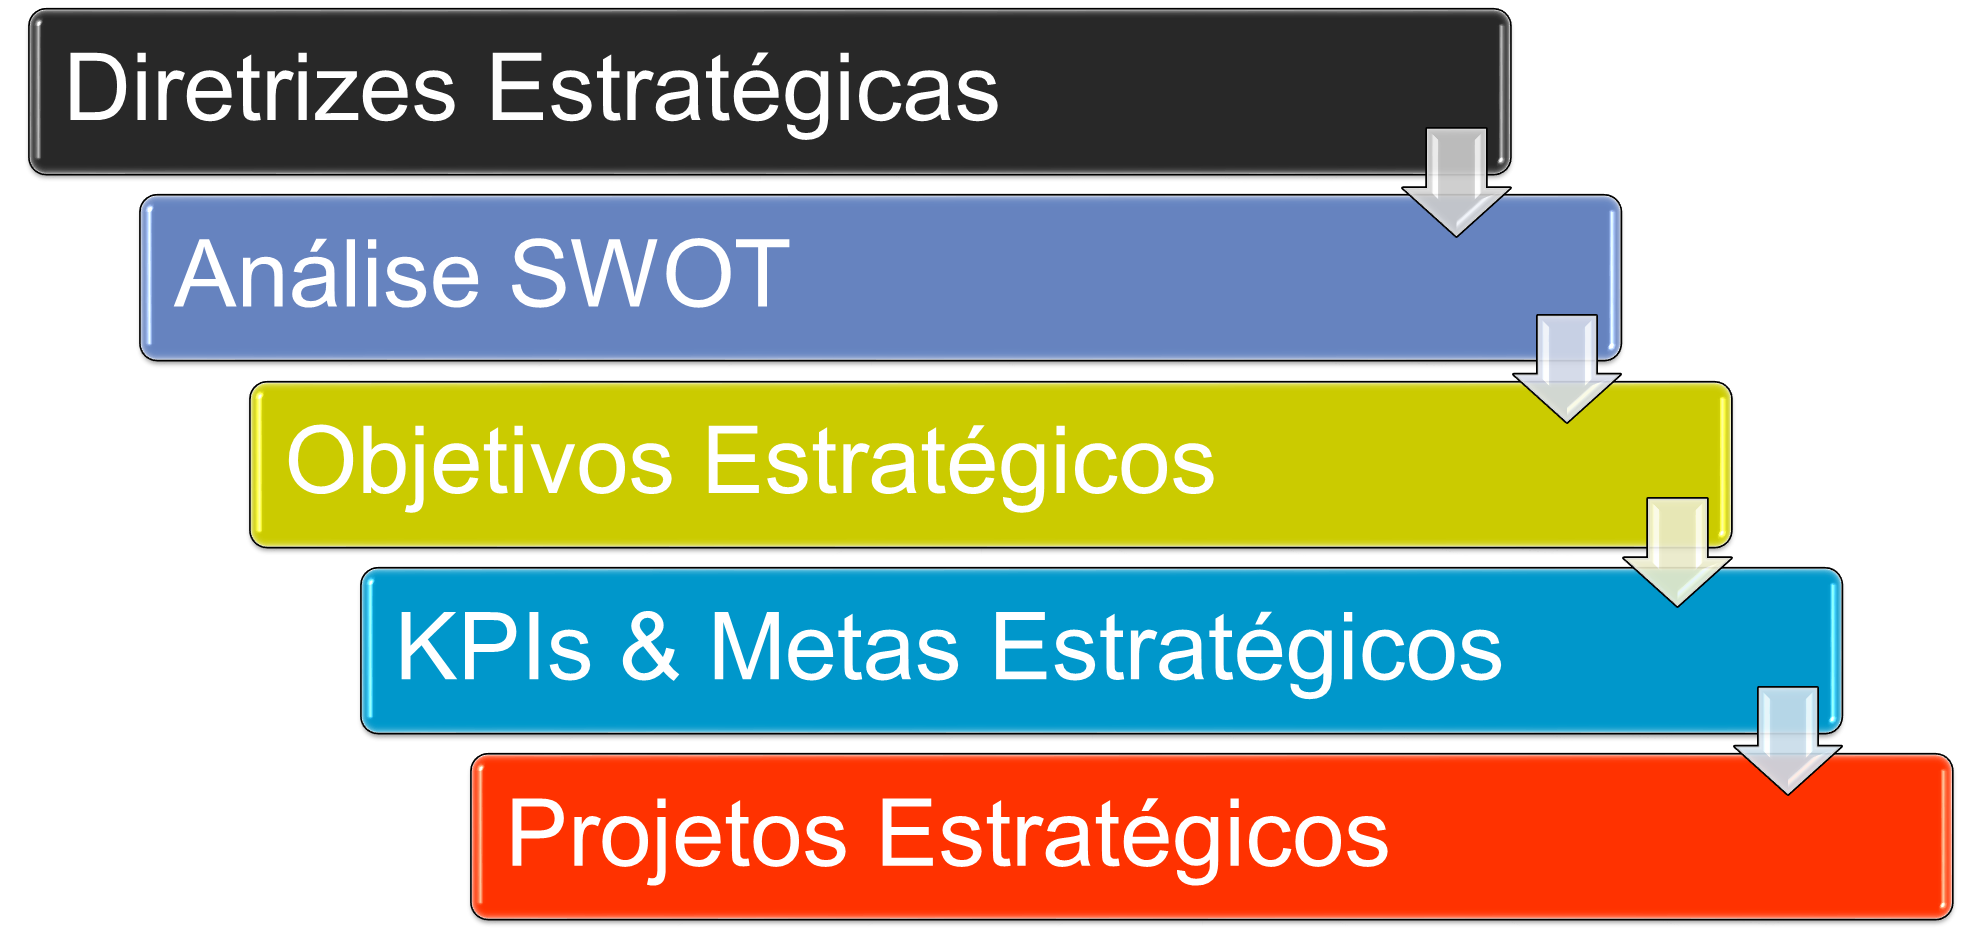 Diretrizes Estratégicas
Análise SWOT
Objetivos Estratégicos
KPIs & Metas Estratégicos
Projetos Estratégicos